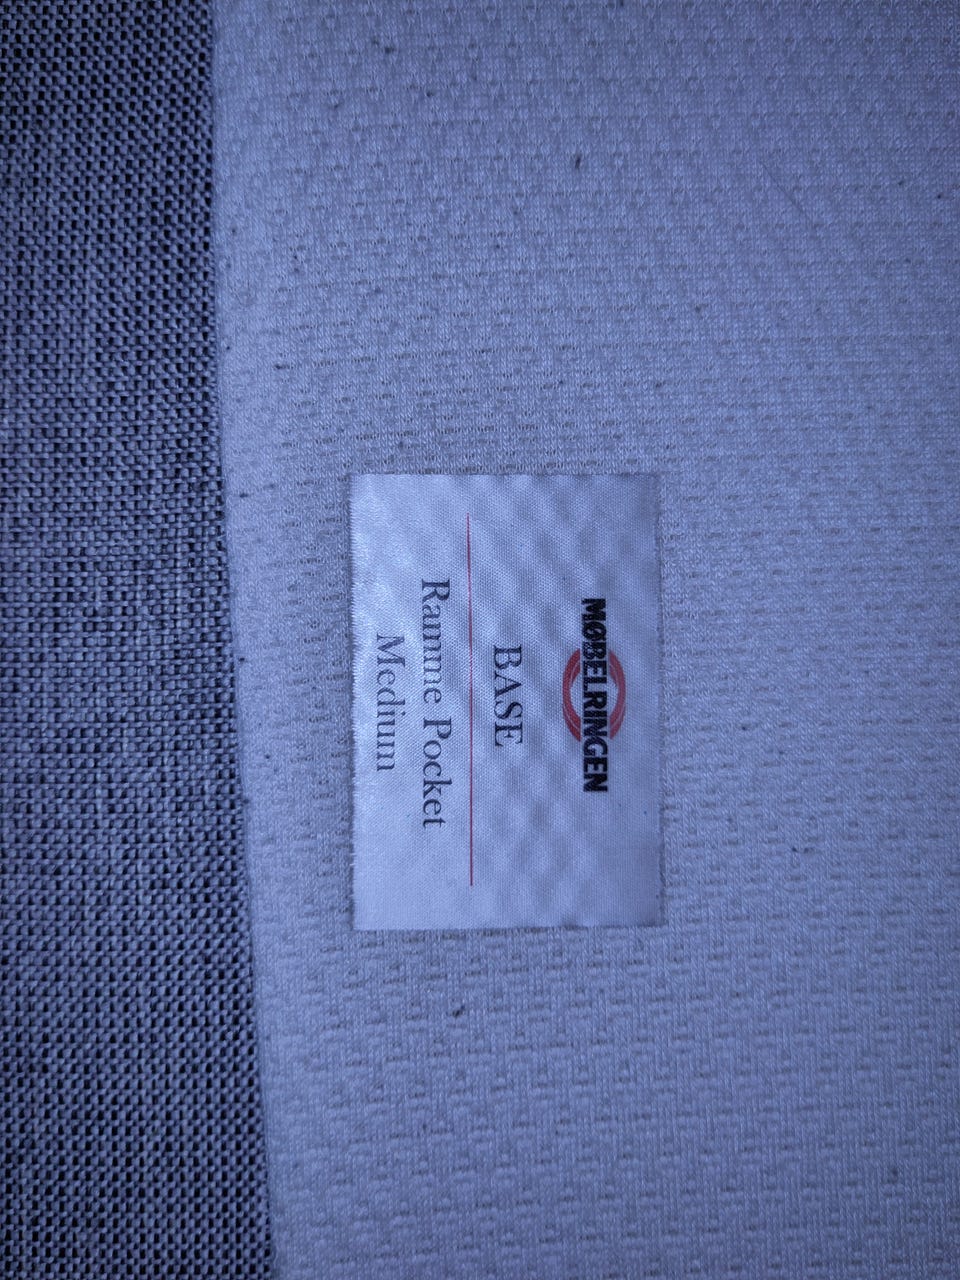 MØBELRINGEN
BASE
Ramme Pocket
Medium